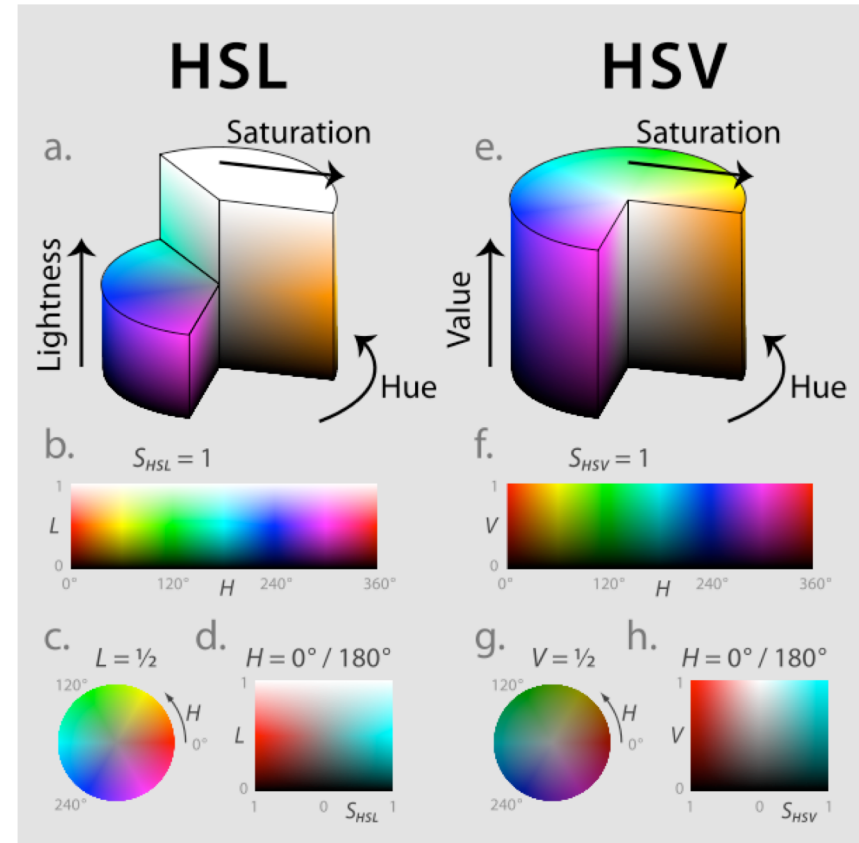 HSL
a.
Saturation
Lightness
Hue
b.
S_HSL = 1
1
L
0
0° 120° 240° 360°
H
c.
L = ½
120°
H
0°
240°
d.
H = 0° / 180°
1
L
0
1 0 S_HSL 1
HSV
e.
Saturation
Value
Hue
f.
S_HSV = 1
1
V
0
0° 120° 240° 360°
H
g.
V = ½
120°
H
0°
240°
h.
H = 0° / 180°
1
V
0
1 0 S_HSV 1